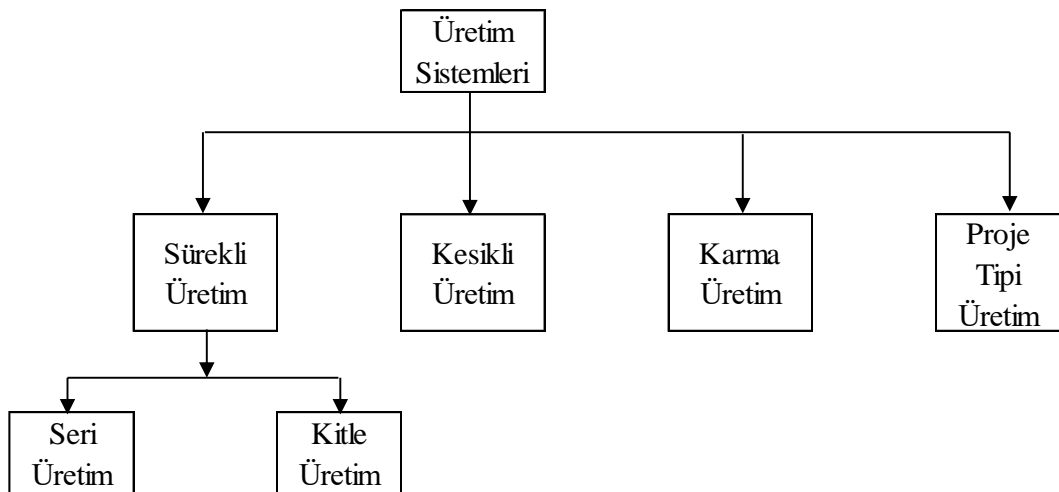 Üretim
Sistemleri
Sürekli
Üretim
Kesikli
Üretim
Karma
Üretim
Proje
Tipi
Üretim
Seri
Üretim
Kitle
Üretim